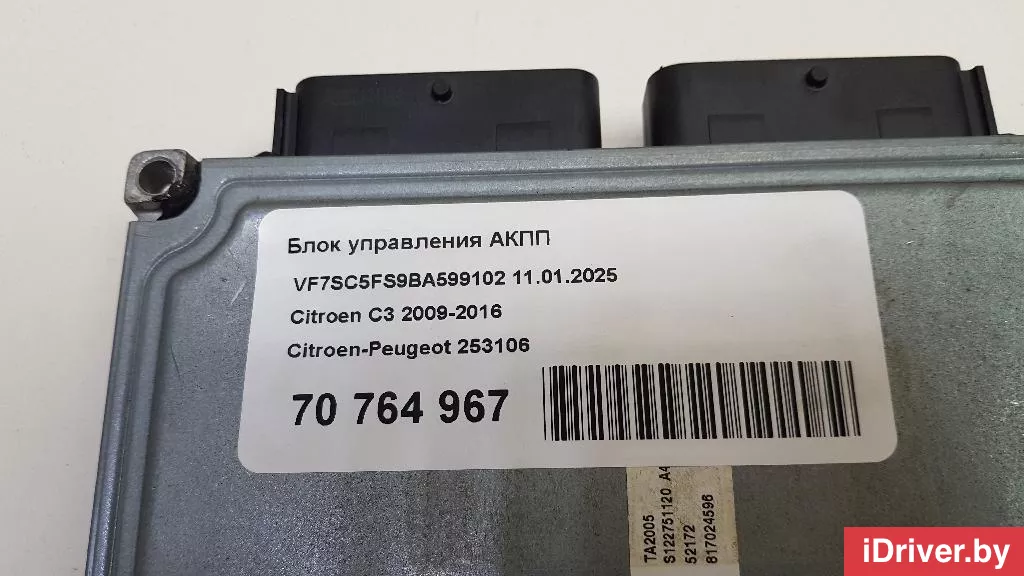 Блок управления АКПП
VF7SC5FS9BA599102 11.01.2025
Citroen C3 2009-2016
Citroen-Peugeot 253106
70 764 967
TA2005
S122751120 A4
52172
817024596
iDriver.by